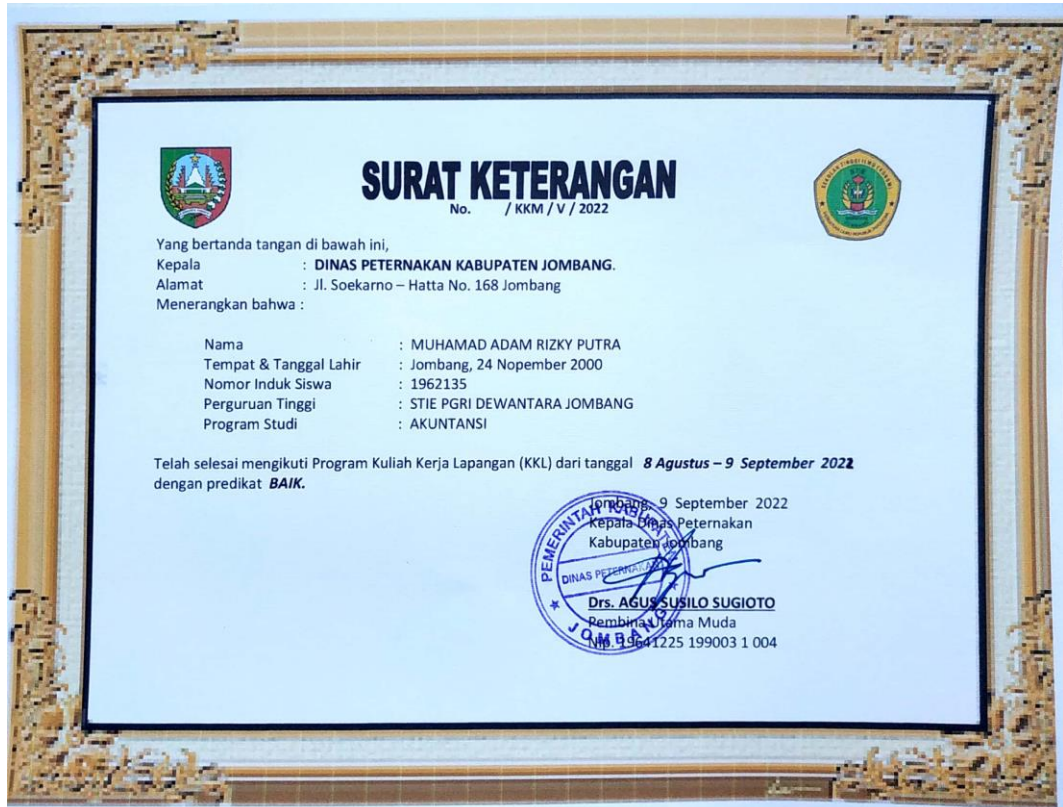 SURAT KETERANGAN
No. / KKM / V / 2022
Yang bertanda tangan di bawah ini,
Kepala : DINAS PETERNAKAN KABUPATEN JOMBANG.
Alamat : Jl. Soekarno – Hatta No. 168 Jombang
Menerangkan bahwa :
Nama : MUHAMAD ADAM RIZKY PUTRA
Tempat & Tanggal Lahir : Jombang, 24 Nopember 2000
Nomor Induk Siswa : 1962135
Perguruan Tinggi : STIE PGRI DEWANTARA JOMBANG
Program Studi : AKUNTANSI
Telah selesai mengikuti Program Kuliah Kerja Lapangan (KKL) dari tanggal 8 Agustus – 9 September 2022
dengan predikat BAIK.
Jombang, 9 September 2022
Kepala Dinas Peternakan
Kabupaten Jombang
PEMERINTAH KABUPATEN
DINAS PETERNAKAN
JOMBANG
Drs. AGUS SUSILO SUGIOTO
Pembina Utama Muda
Nip. 19641225 199003 1 004